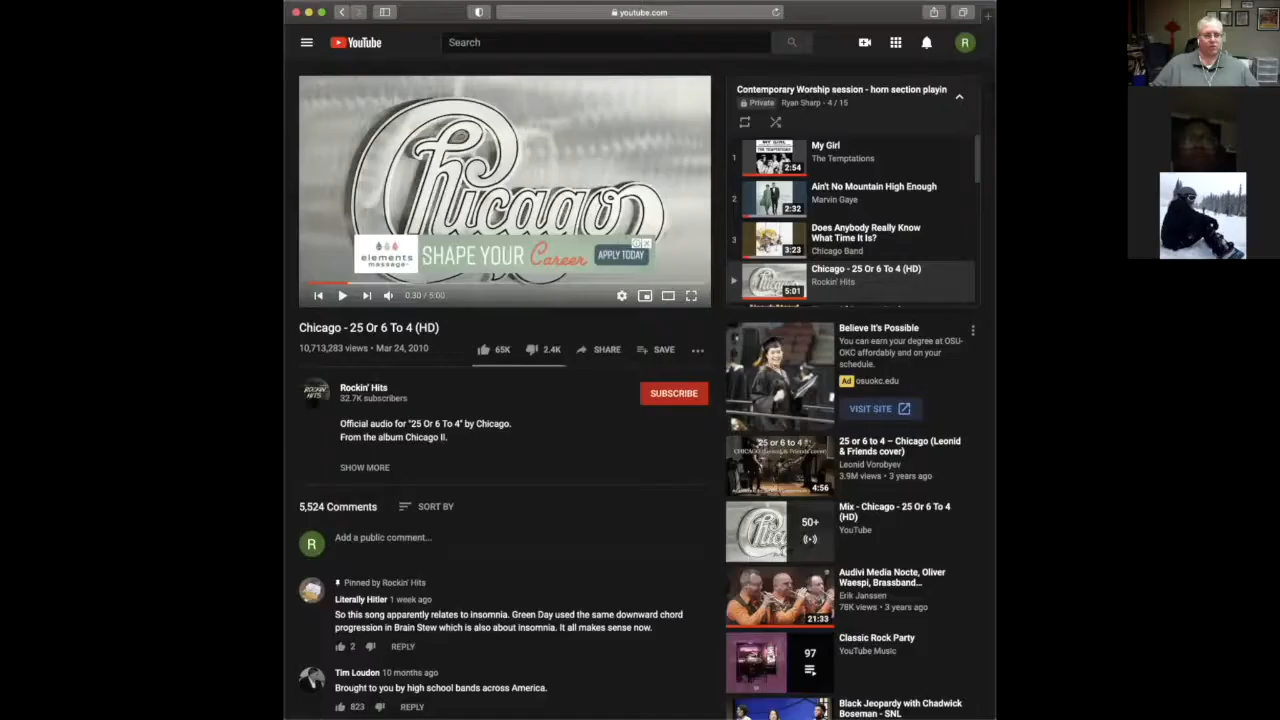 youtube.com
YouTube
Search
R
Chicago
elements
massage
SHAPE YOUR Career
APPLY TODAY
0:30 / 5:00
Chicago - 25 Or 6 To 4 (HD)
10,713,283 views • Mar 24, 2010
65K
2.4K
SHARE
SAVE
Rockin' Hits
32.7K subscribers
SUBSCRIBE
Official audio for "25 Or 6 To 4" by Chicago.
From the album Chicago II.
SHOW MORE
5,524 Comments
SORT BY
R
Add a public comment...
Pinned by Rockin' Hits
Literally Hitler 1 week ago
So this song apparently relates to insomnia. Green Day used the same downward chord
progression in Brain Stew which is also about insomnia. It all makes sense now.
2
REPLY
Tim Loudon 10 months ago
Brought to you by high school bands across America.
823
REPLY
Contemporary Worship session - horn section playin
Private Ryan Sharp - 4 / 15
1
2:54
My Girl
The Temptations
2
2:32
Ain't No Mountain High Enough
Marvin Gaye
3
3:23
Does Anybody Really Know
What Time It Is?
Chicago Band
5:01
Chicago - 25 Or 6 To 4 (HD)
Rockin' Hits
Believe It's Possible
You can earn your degree at OSU-
OKC affordably and on your
schedule.
Ad osuokc.edu
VISIT SITE
25 or 6 to 4
4:56
25 or 6 to 4 – Chicago (Leonid
& Friends cover)
Leonid Vorobyev
3.9M views • 3 years ago
50+
Mix - Chicago - 25 Or 6 To 4
(HD)
YouTube
21:33
Audivi Media Nocte, Oliver
Waespi, Brassband...
Erik Janssen
78K views • 3 years ago
97
Classic Rock Party
YouTube Music
Black Jeopardy with Chadwick
Boseman - SNL